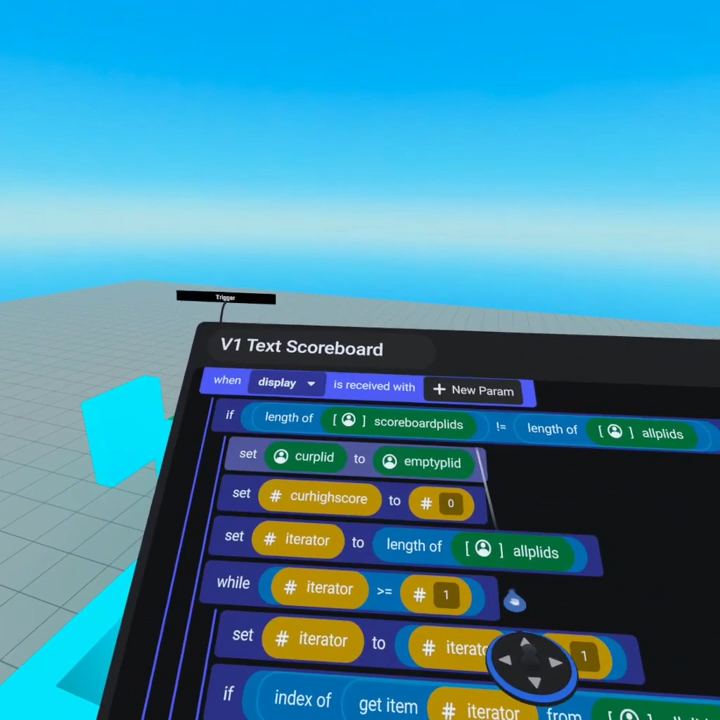 Trigger
V1 Text Scoreboard
when display is received with + New Param
if length of [ ] scoreboardplids != length of [ ] allplids
set curplid to emptyplid
set # curhighscore to # 0
set # iterator to length of [ ] allplids
while # iterator >= # 1
set # iterator to # 1
if index of get item # iterator from